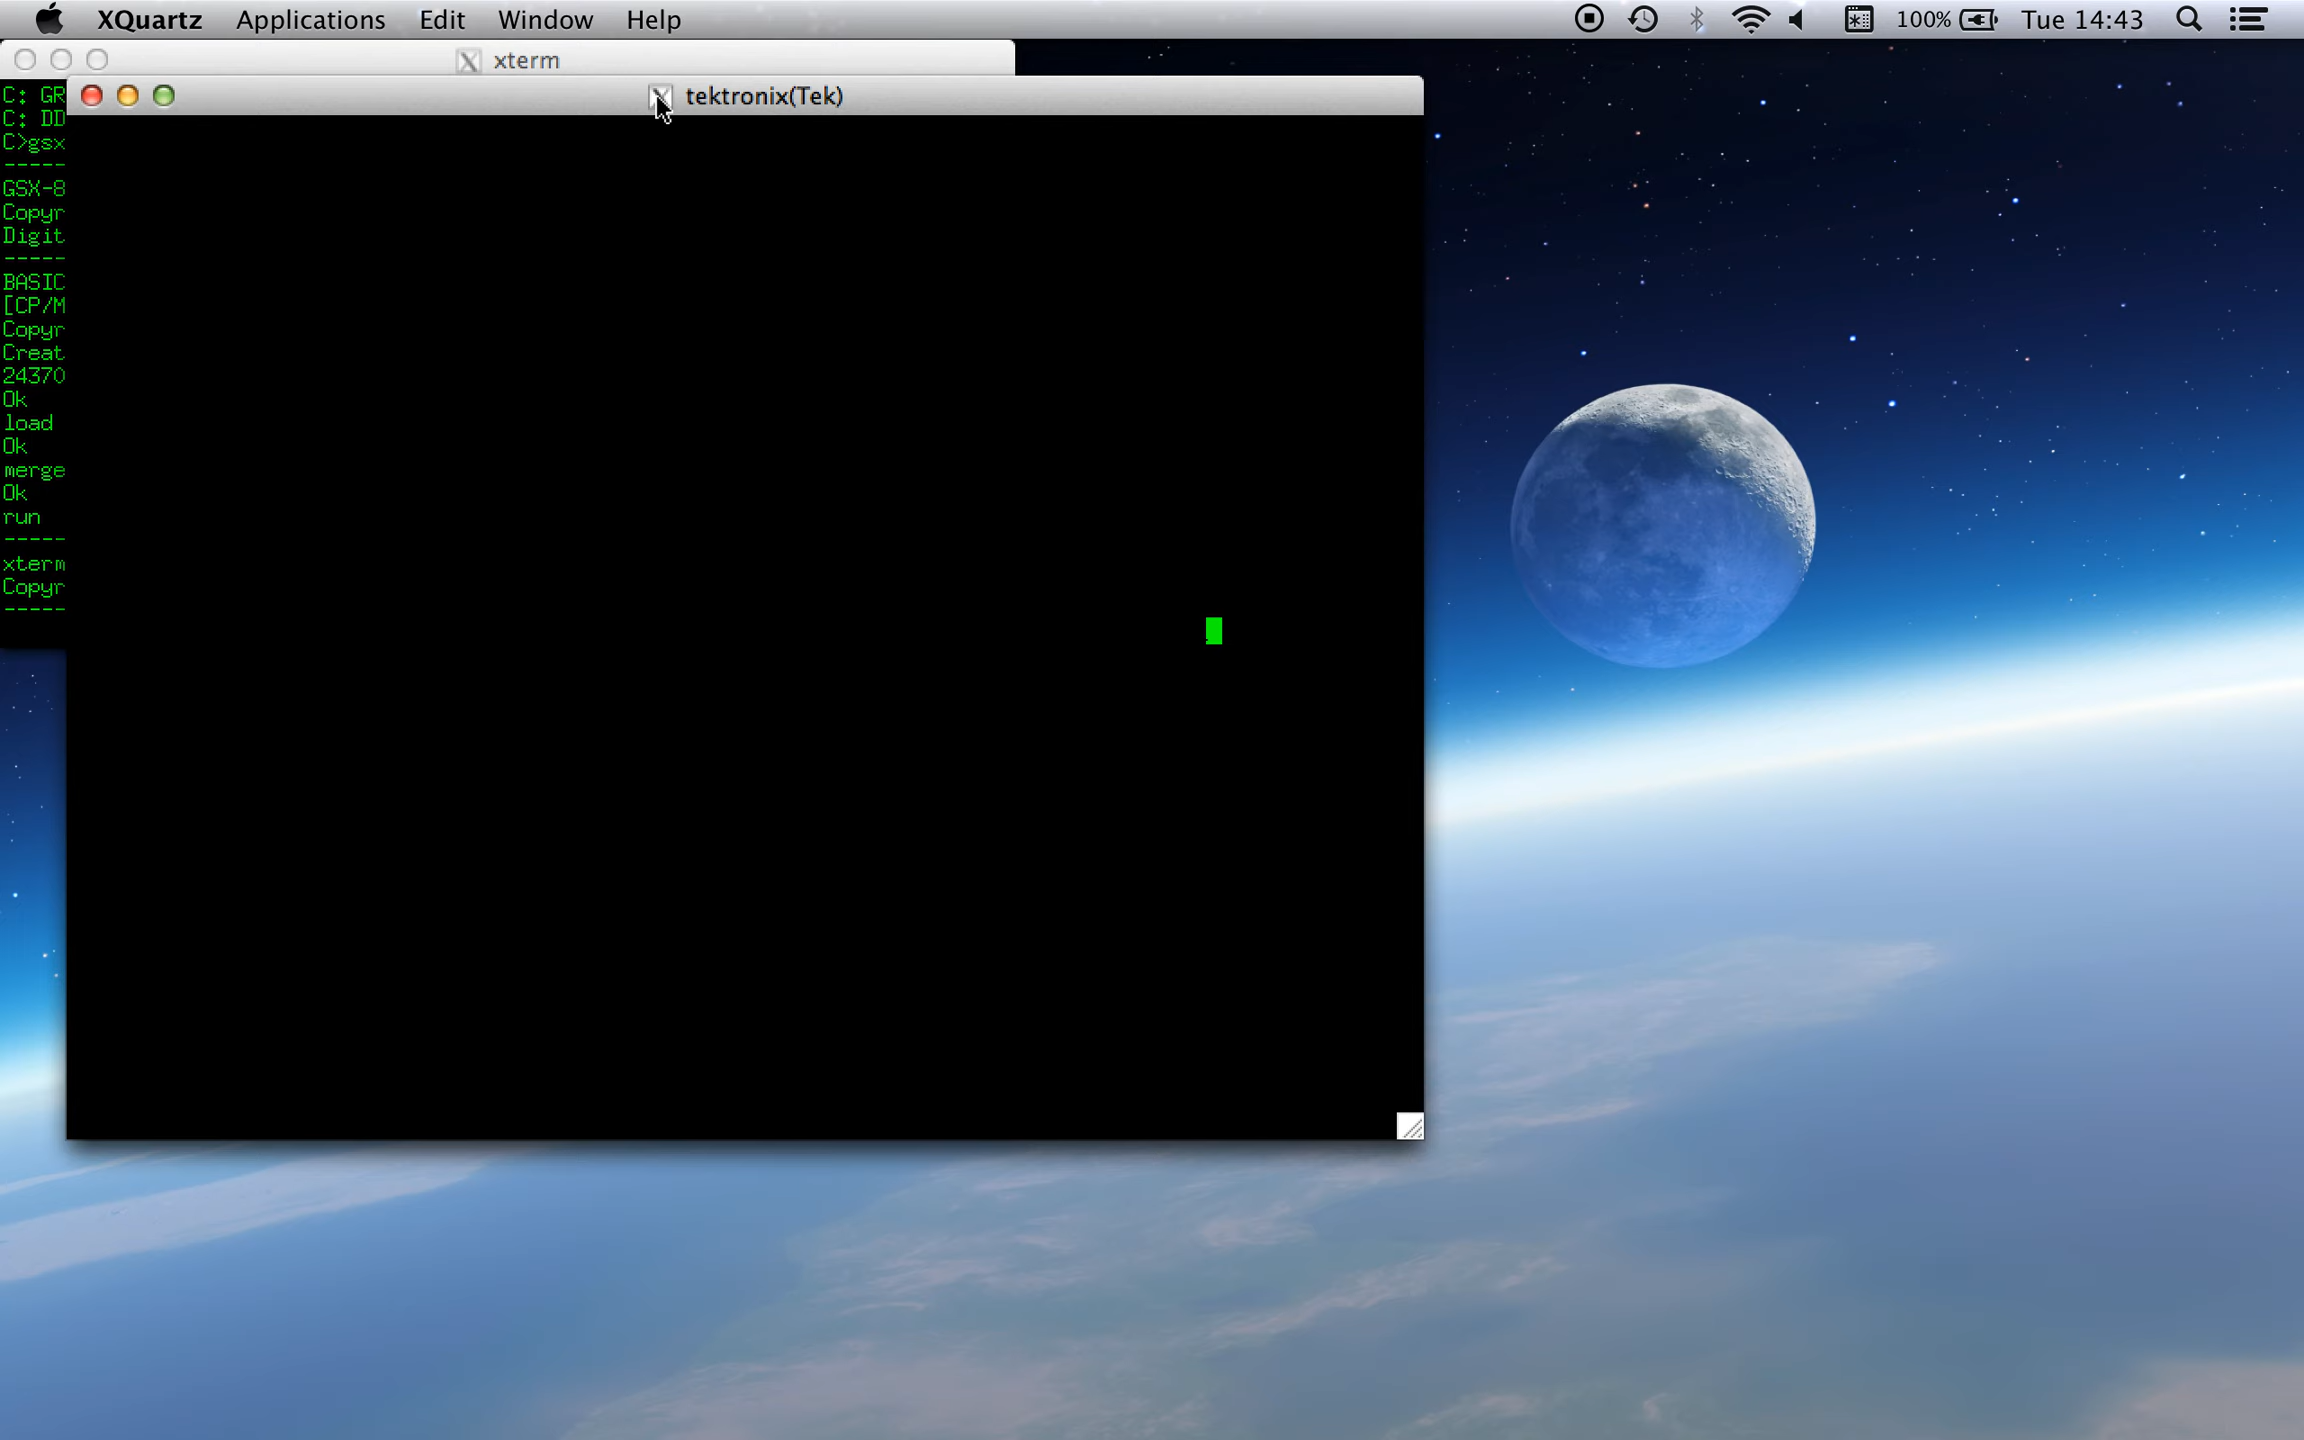 XQuartz Applications Edit Window Help 100% Tue 14:43
xterm
tektronix(Tek)
C: GR
C: DD
C>gsx
-----
GSX-8
Copyr
Digit
-----
BASIC
[CP/M
Copyr
Creat
24370
Ok
load
Ok
merge
Ok
run
-----
xterm
Copyr
-----